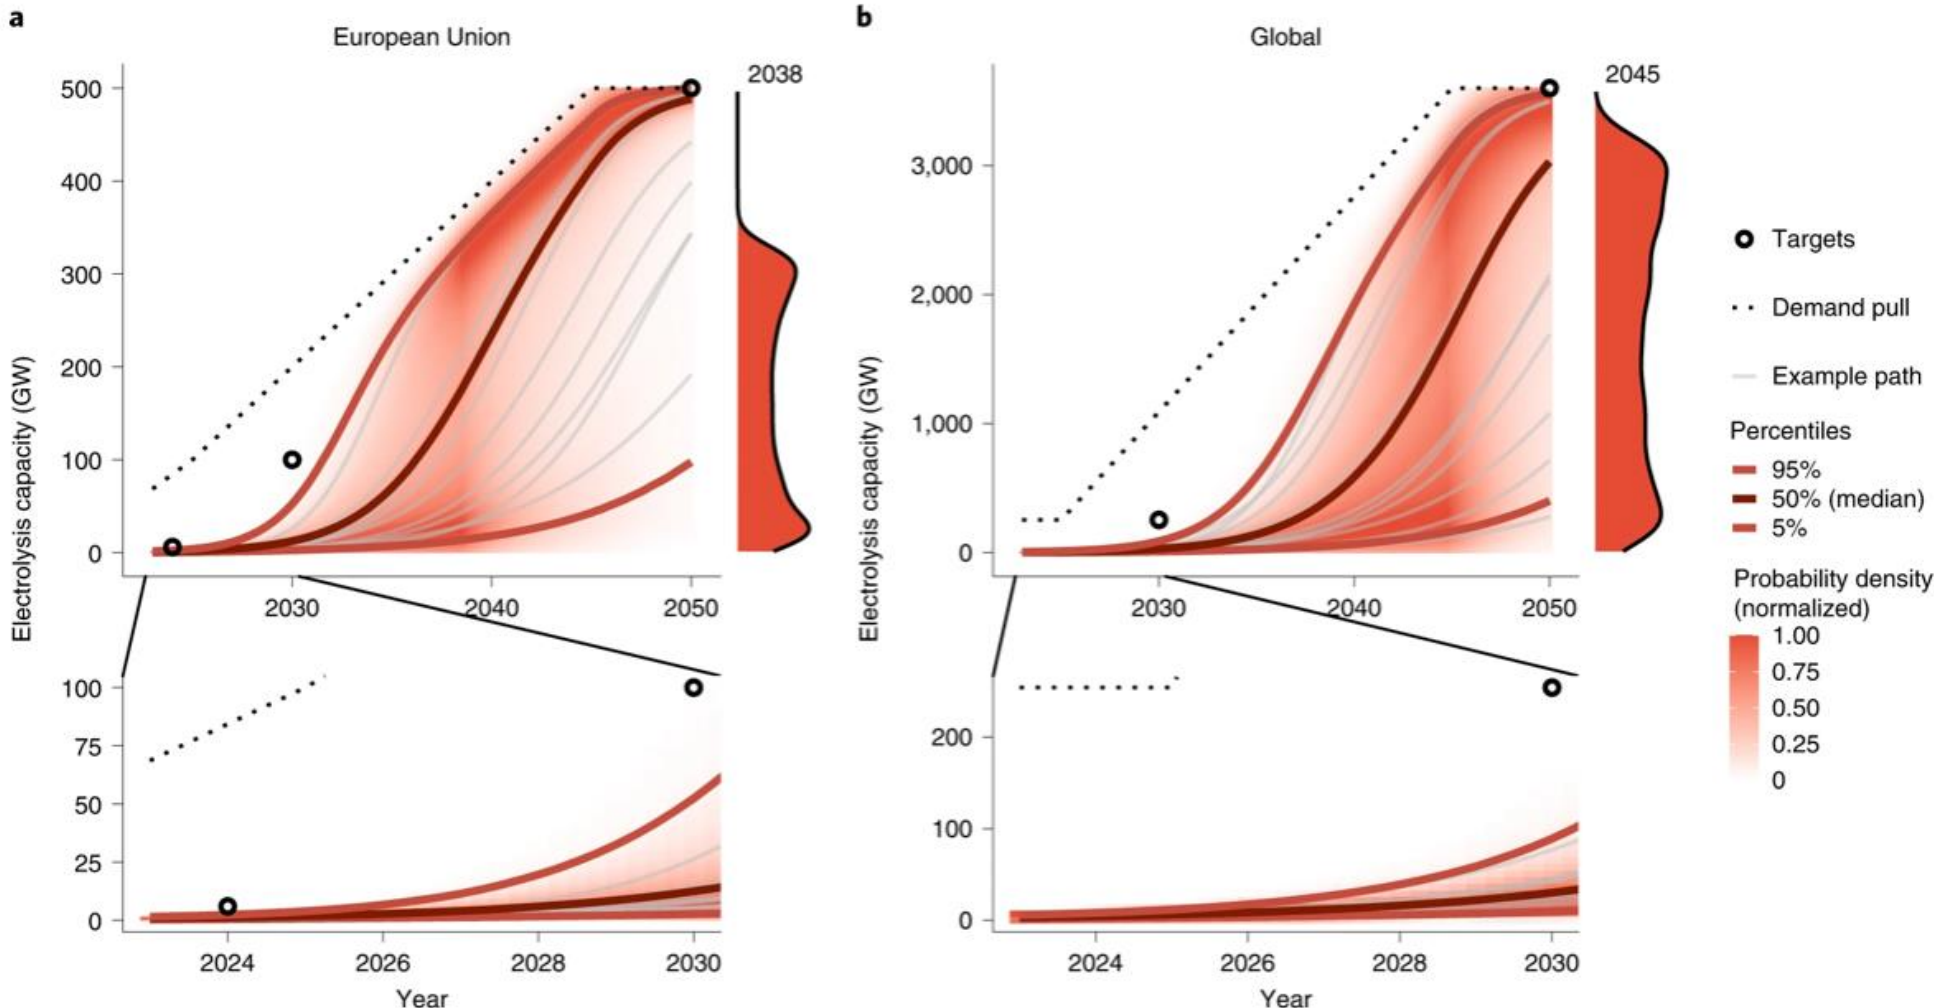 a
European Union
2038
Electrolysis capacity (GW)
500
400
300
200
100
0
2030
2040
2050
100
75
50
25
0
2024
2026
2028
2030
Year
b
Global
2045
Electrolysis capacity (GW)
3,000
2,000
1,000
0
2030
2040
2050
200
100
0
2024
2026
2028
2030
Year
Targets
Demand pull
Example path
Percentiles
95%
50% (median)
5%
Probability density
(normalized)
1.00
0.75
0.50
0.25
0